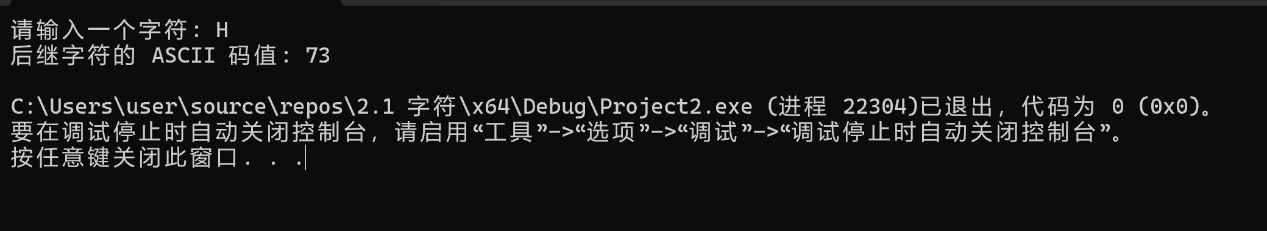 请输入一个字符: H
后继字符的 ASCII 码值: 73
C:\Users\user\source\repos\2.1 字符\x64\Debug\Project2.exe (进程 22304)已退出，代码为 0 (0x0)。
要在调试停止时自动关闭控制台，请启用“工具”->“选项”->“调试”->“调试停止时自动关闭控制台”。
按任意键关闭此窗口. . .